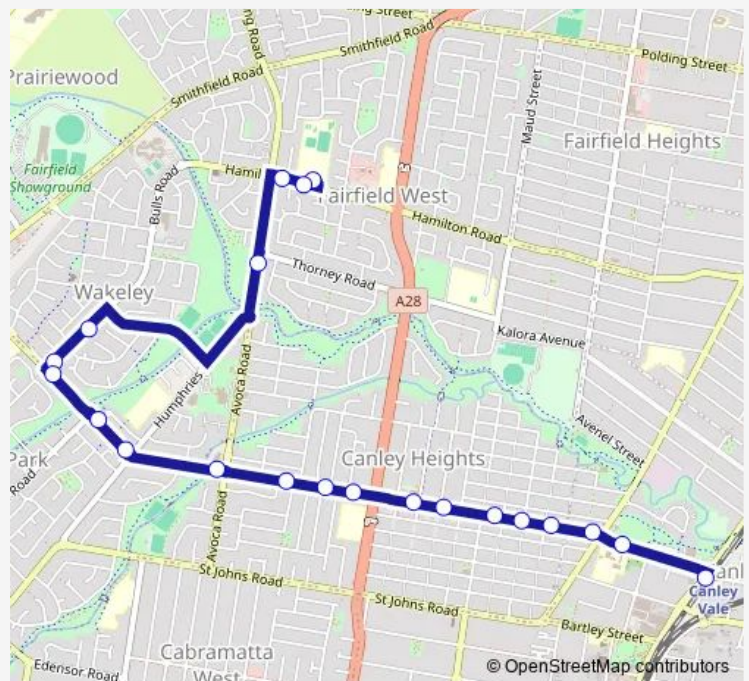 Polding Street
Smithfield Road
Prairiewood
Smithfield Road
Maud Street
Fairfield Heights
Fairfield
Showground
Bulls Road
Fairfield West
Hamilton Road
Thorney Road
Wakeley
A28
Kalora Avenue
Humphries
Avoca Road
Avenel Street
Canley Heights
Park
Road
Avoca Road
St Johns Road
Canley
Vale
St Johns Road
Bartley Street
Cabramatta
West
Edensor Road
© OpenStreetMap contributors